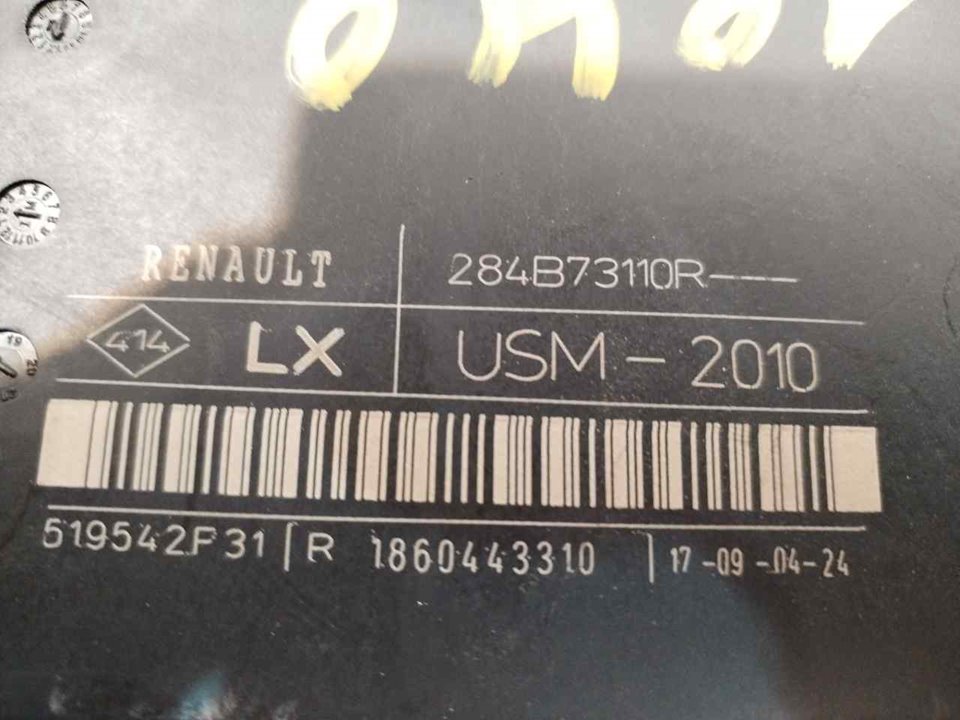 RENAULT 284B73110R---
414 LX USM - 2010
519542F31 R 1860443310 17-09-04-24